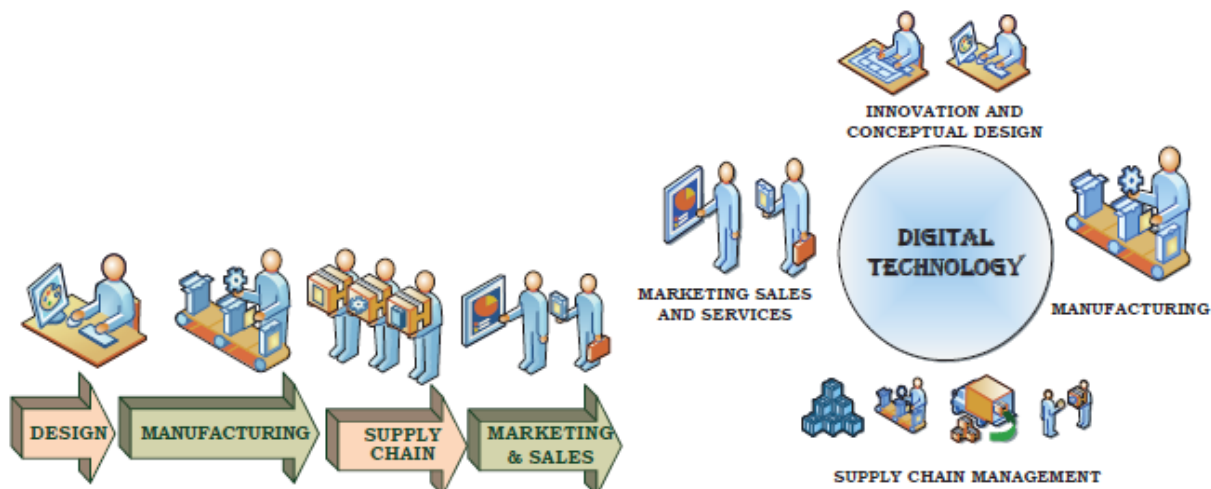 DESIGN
MANUFACTURING
SUPPLY
CHAIN
MARKETING
& SALES
INNOVATION AND
CONCEPTUAL DESIGN
DIGITAL
TECHNOLOGY
MARKETING SALES
AND SERVICES
MANUFACTURING
SUPPLY CHAIN MANAGEMENT